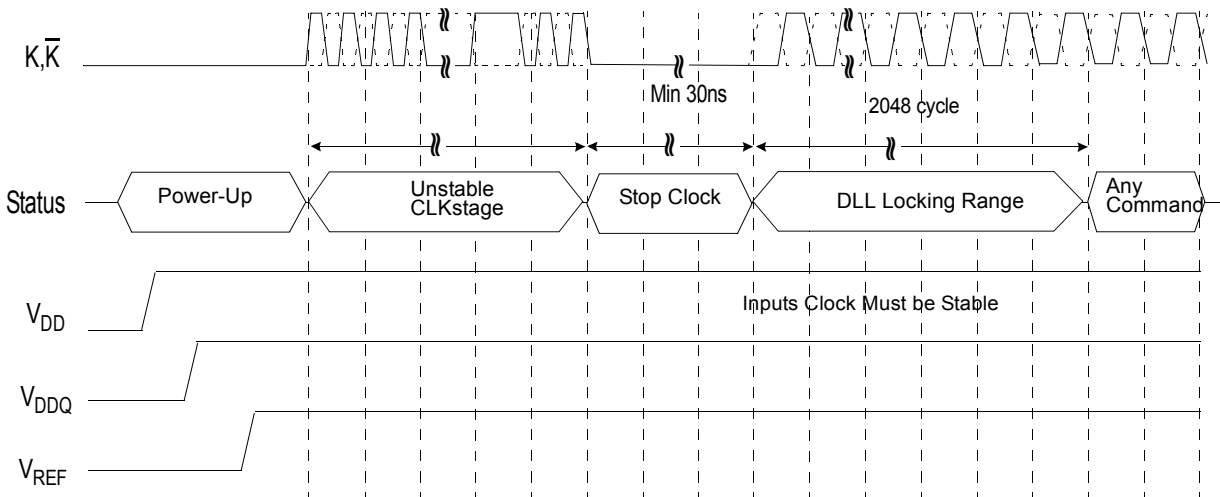 K,K̅
Min 30ns
2048 cycle
Status
Power-Up
Unstable
CLKstage
Stop Clock
DLL Locking Range
Any
Command
VDD
Inputs Clock Must be Stable
VDDQ
VREF